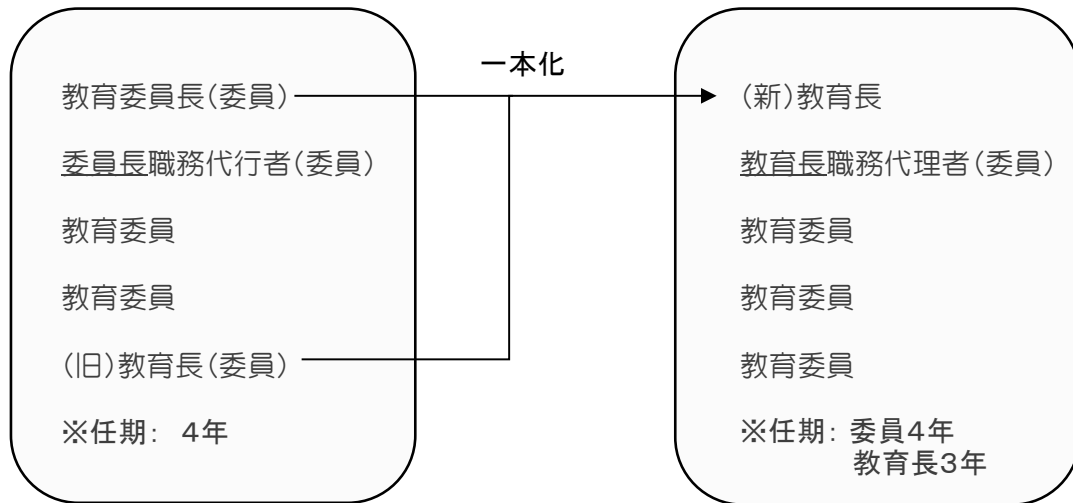 一本化
教育委員長(委員)
委員長職務代行者(委員)
教育委員
教育委員
(旧)教育長(委員)
※任期: 4年
(新)教育長
教育長職務代理者(委員)
教育委員
教育委員
教育委員
※任期: 委員4年
教育長3年